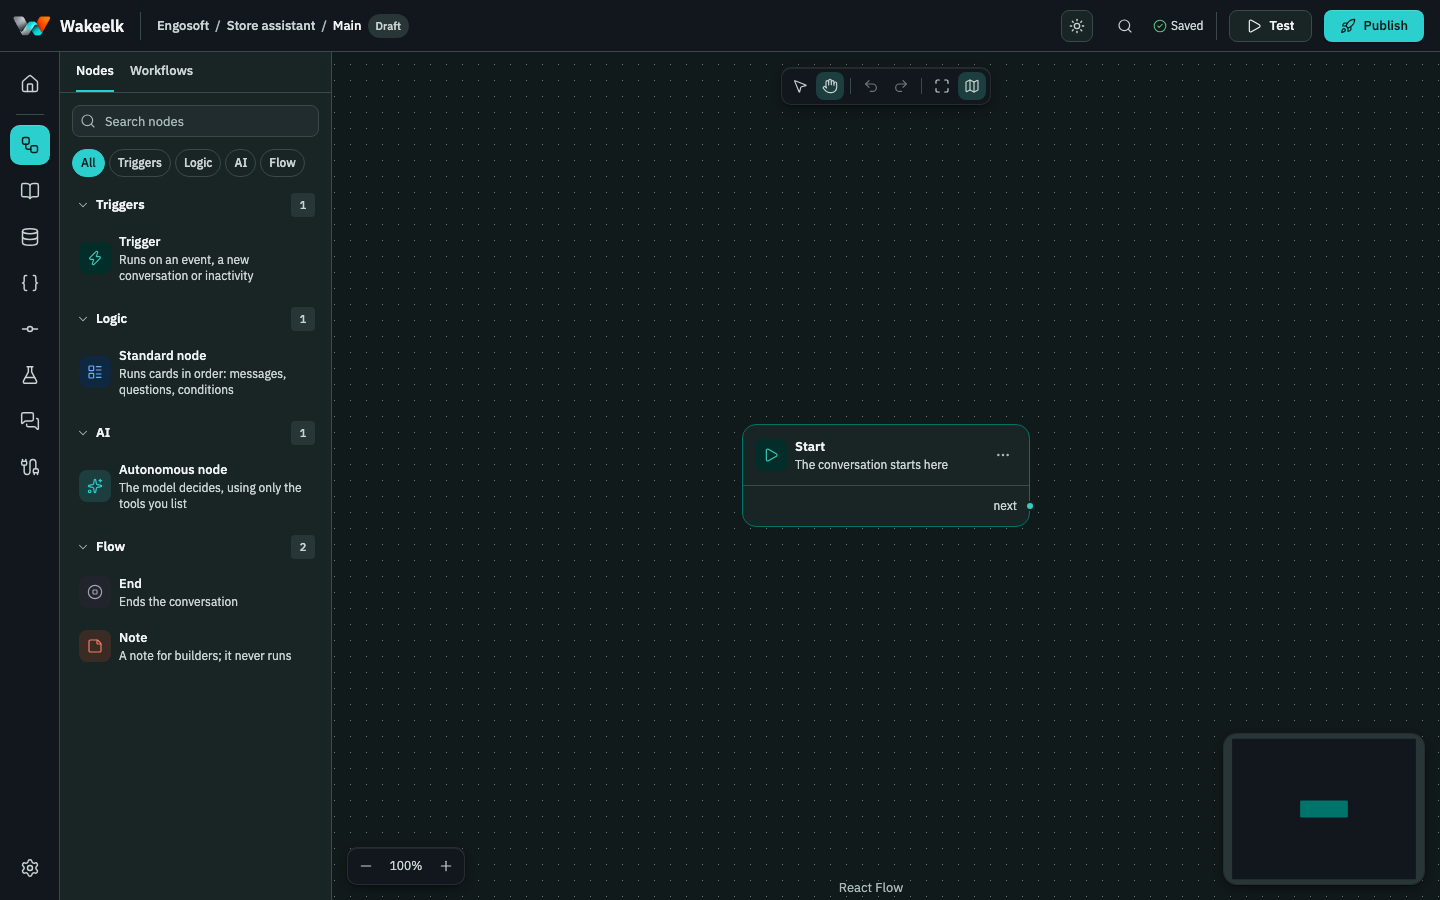 Wakeelk
Engosoft / Store assistant / Main Draft
Saved
Test
Publish
Nodes Workflows
Search nodes
All Triggers Logic AI Flow
Triggers 1
Trigger
Runs on an event, a new
conversation or inactivity
Logic 1
Standard node
Runs cards in order: messages,
questions, conditions
AI 1
Autonomous node
The model decides, using only the
tools you list
Flow 2
End
Ends the conversation
Note
A note for builders; it never runs
Start
The conversation starts here
next
100%
React Flow